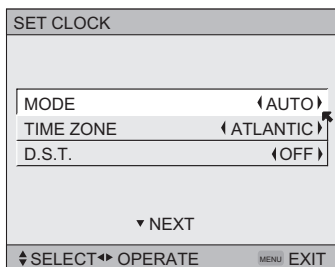 SET CLOCK
MODE AUTO
TIME ZONE ATLANTIC
D.S.T. OFF
NEXT
SELECT OPERATE MENU EXIT